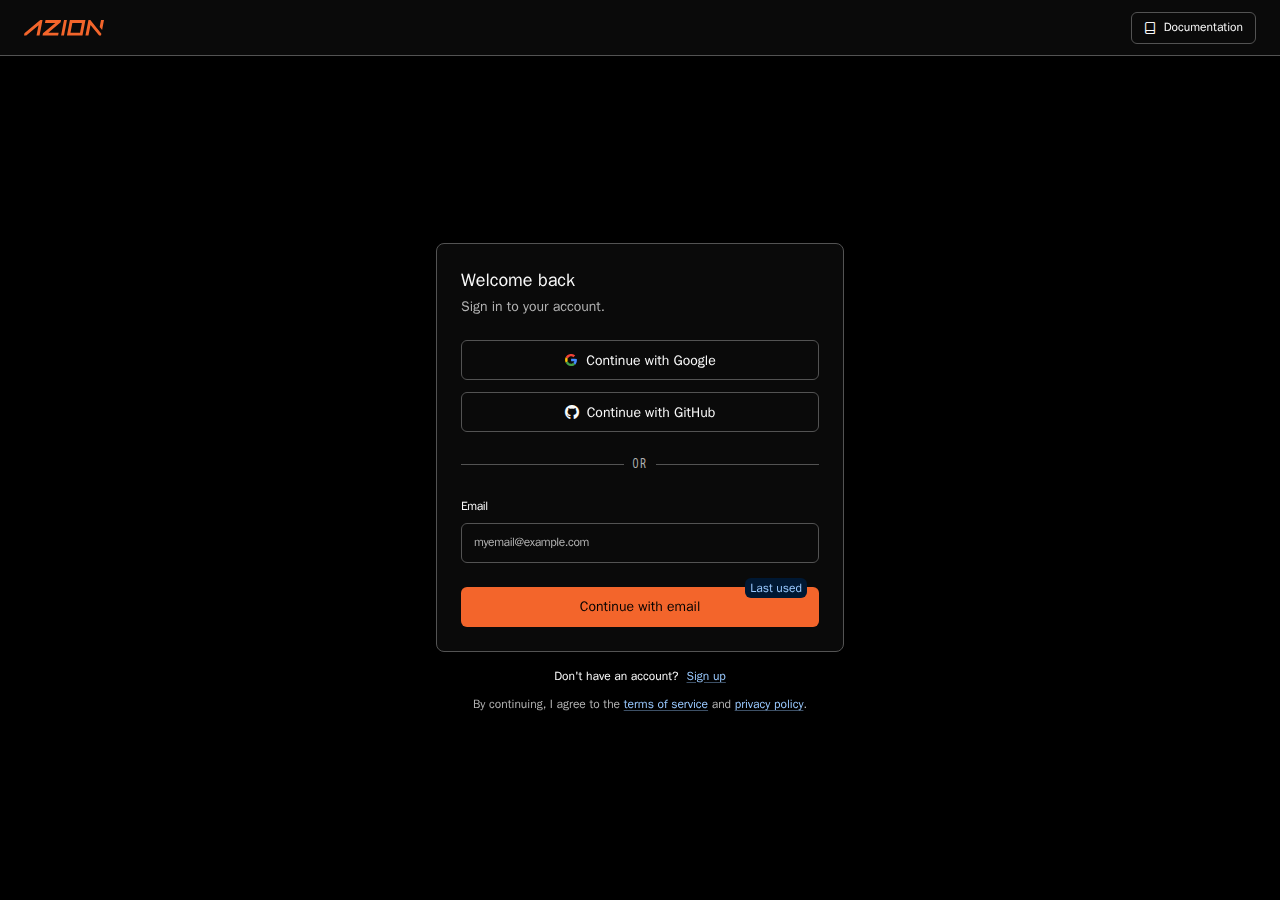 AZION
Documentation
Welcome back
Sign in to your account.
Continue with Google
Continue with GitHub
OR
Email
myemail@example.com
Last used
Continue with email
Don't have an account? Sign up
By continuing, I agree to the terms of service and privacy policy.